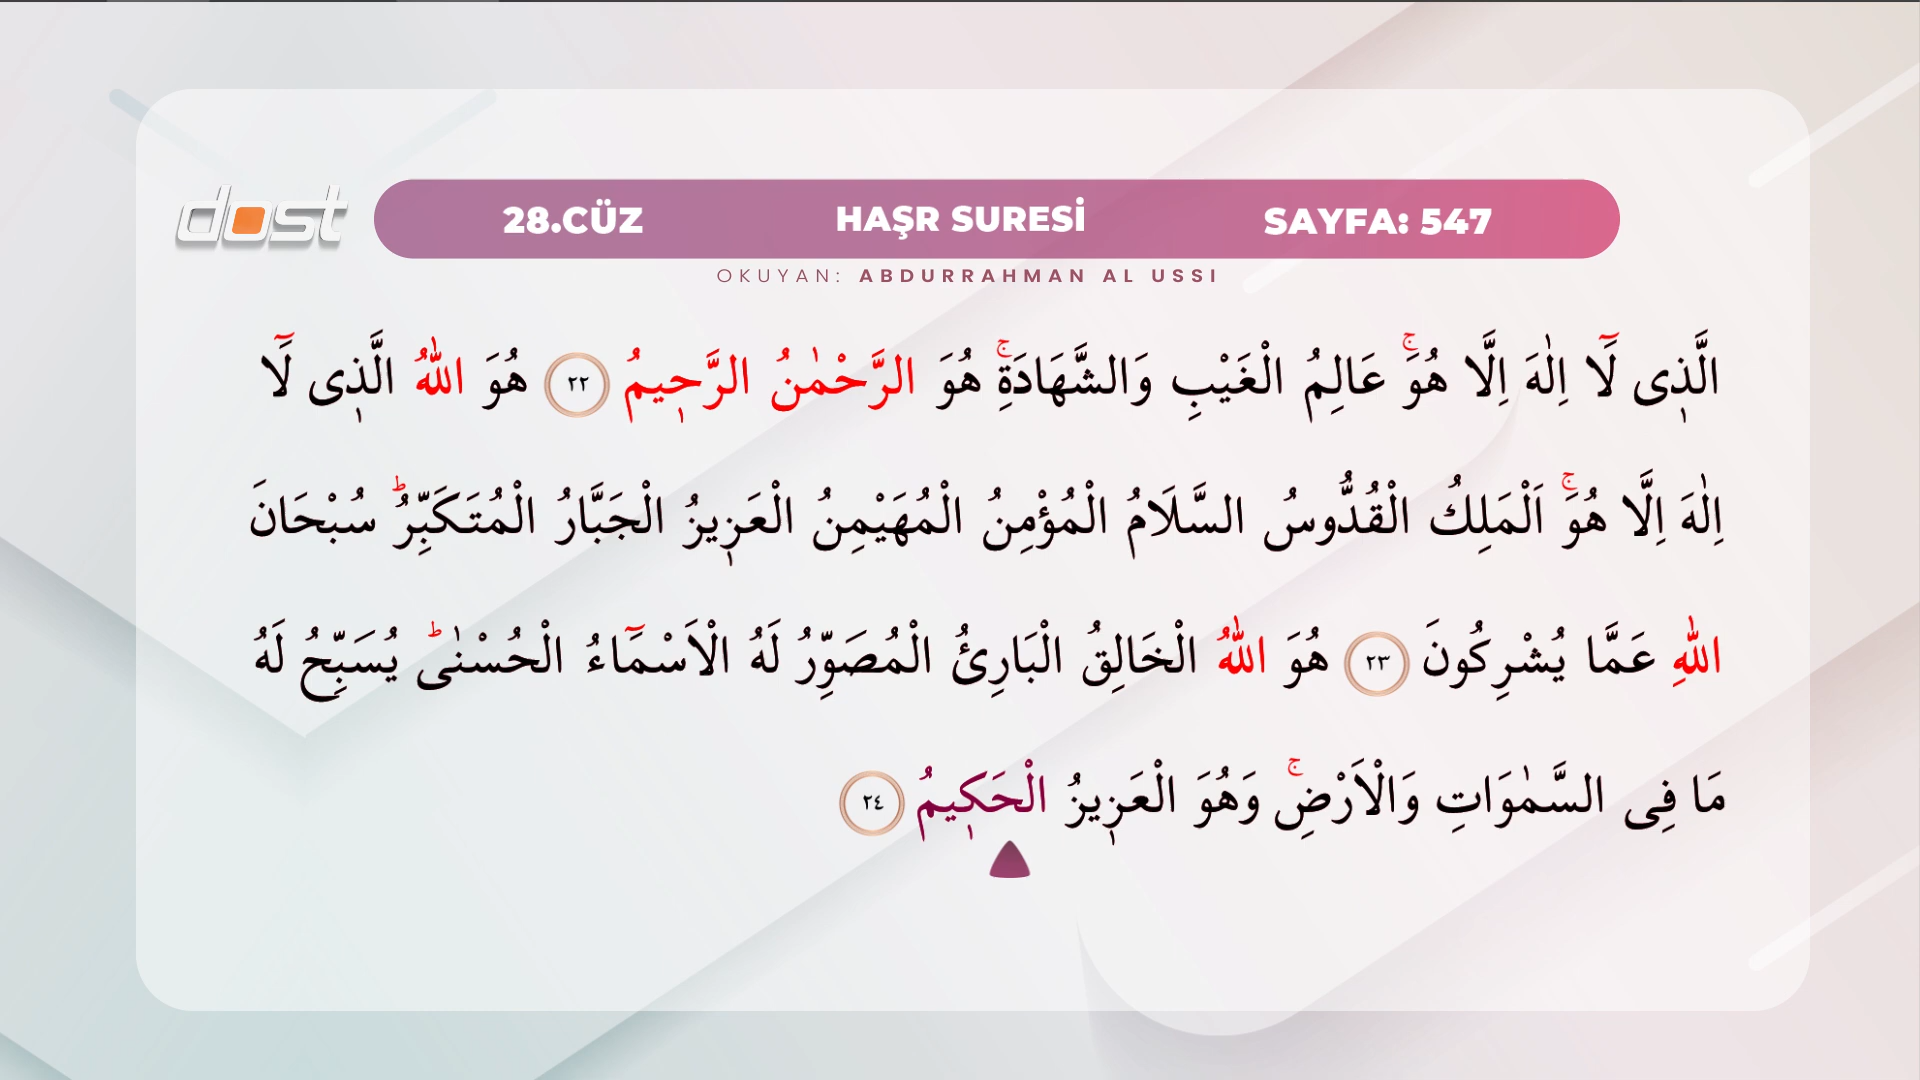 dost
28.CÜZ HAŞR SURESİ SAYFA: 547
OKUYAN: ABDURRAHMAN AL USSI
الَّذ۪ى لَٓا اِلٰهَ اِلَّا هُوَۚ عَالِمُ الْغَيْبِ وَالشَّهَادَةِۚ هُوَ الرَّحْمٰنُ الرَّح۪يمُ ٢٢ هُوَ اللّٰهُ الَّذ۪ى لَٓا
اِلٰهَ اِلَّا هُوَۚ اَلْمَلِكُ الْقُدُّوسُ السَّلَامُ الْمُؤْمِنُ الْمُهَيْمِنُ الْعَز۪يزُ الْجَبَّارُ الْمُتَكَبِّرُۜ سُبْحَانَ
اللّٰهِ عَمَّا يُشْرِكُونَ ٢٣ هُوَ اللّٰهُ الْخَالِقُ الْبَارِئُ الْمُصَوِّرُ لَهُ الْاَسْمَٓاءُ الْحُسْنٰىۜ يُسَبِّحُ لَهُ
مَا فِى السَّمٰوَاتِ وَالْاَرْضِۚ وَهُوَ الْعَز۪يزُ الْحَك۪يمُ ٢٤